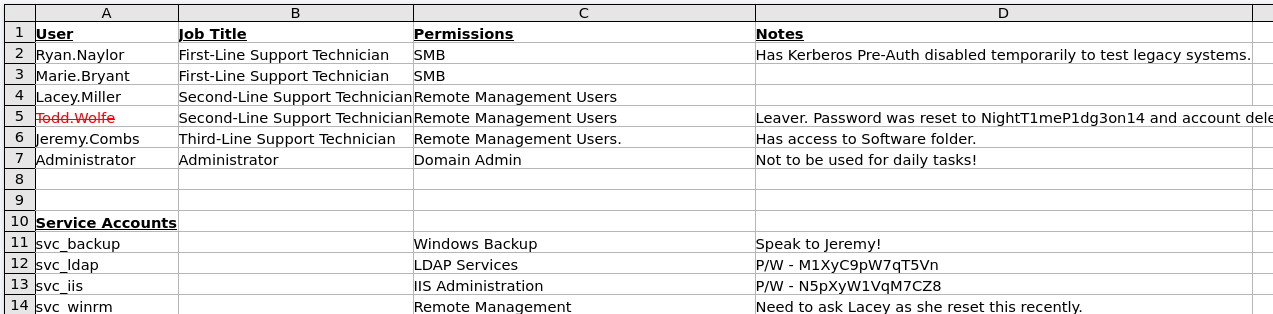 A B C D
1 User Job Title Permissions Notes
2 Ryan.Naylor First-Line Support Technician SMB Has Kerberos Pre-Auth disabled temporarily to test legacy systems.
3 Marie.Bryant First-Line Support Technician SMB
4 Lacey.Miller Second-Line Support Technician Remote Management Users
5 Todd.Wolfe Second-Line Support Technician Remote Management Users Leaver. Password was reset to NightT1meP1dg3on14 and account dele
6 Jeremy.Combs Third-Line Support Technician Remote Management Users. Has access to Software folder.
7 Administrator Administrator Domain Admin Not to be used for daily tasks!
8
9
10 Service Accounts
11 svc_backup Windows Backup Speak to Jeremy!
12 svc_ldap LDAP Services P/W - M1XyC9pW7qT5Vn
13 svc_iis IIS Administration P/W - N5pXyW1VqM7CZ8
14 svc_winrm Remote Management Need to ask Lacey as she reset this recently.